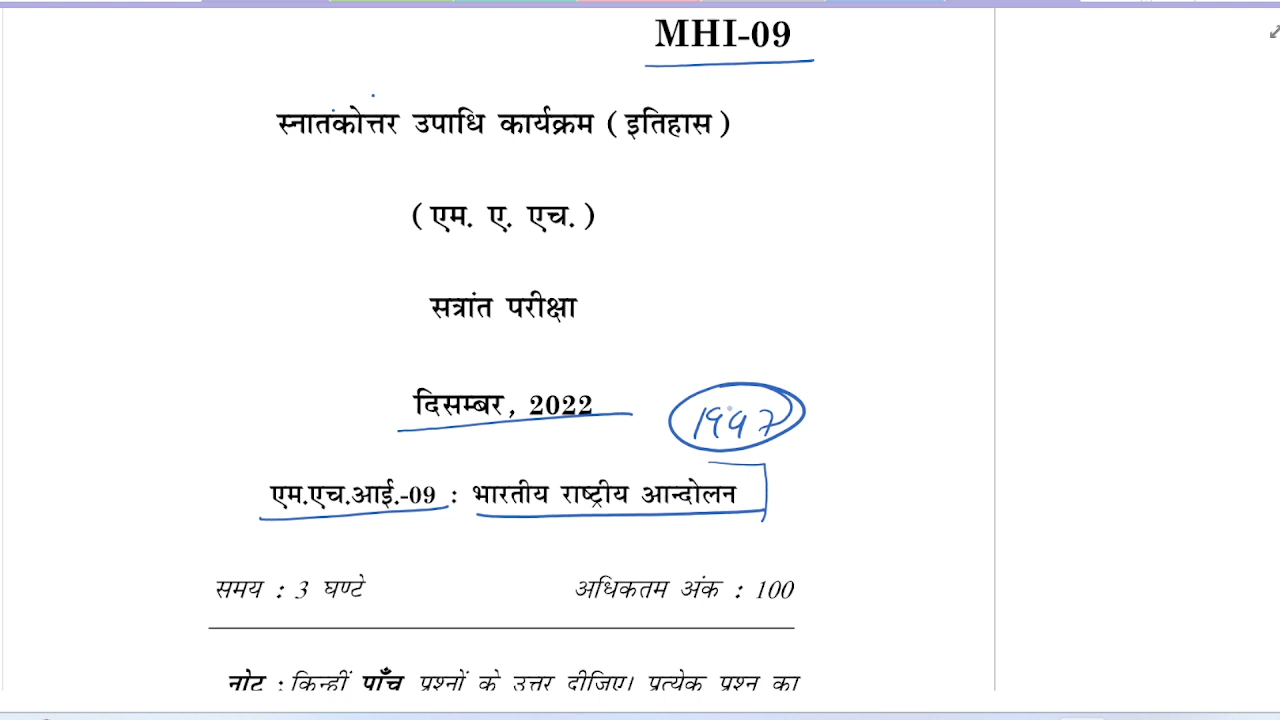 MHI-09
स्नातकोत्तर उपाधि कार्यक्रम (इतिहास)
(एम. ए. एच.)
सत्रांत परीक्षा
दिसम्बर, 2022
1947
एम.एच.आई.-09 : भारतीय राष्ट्रीय आन्दोलन
समय : 3 घण्टे अधिकतम अंक : 100
नोट : किन्हीं पाँच प्रश्नों के उत्तर दीजिए। प्रत्येक प्रश्न का